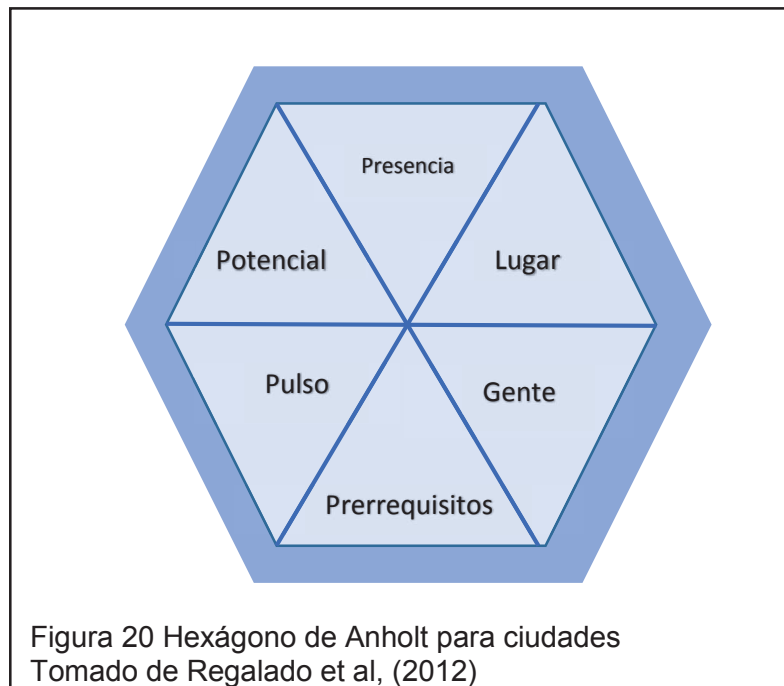 Presencia
Potencial
Lugar
Pulso
Gente
Prerrequisitos
Figura 20 Hexágono de Anholt para ciudades
Tomado de Regalado et al, (2012)